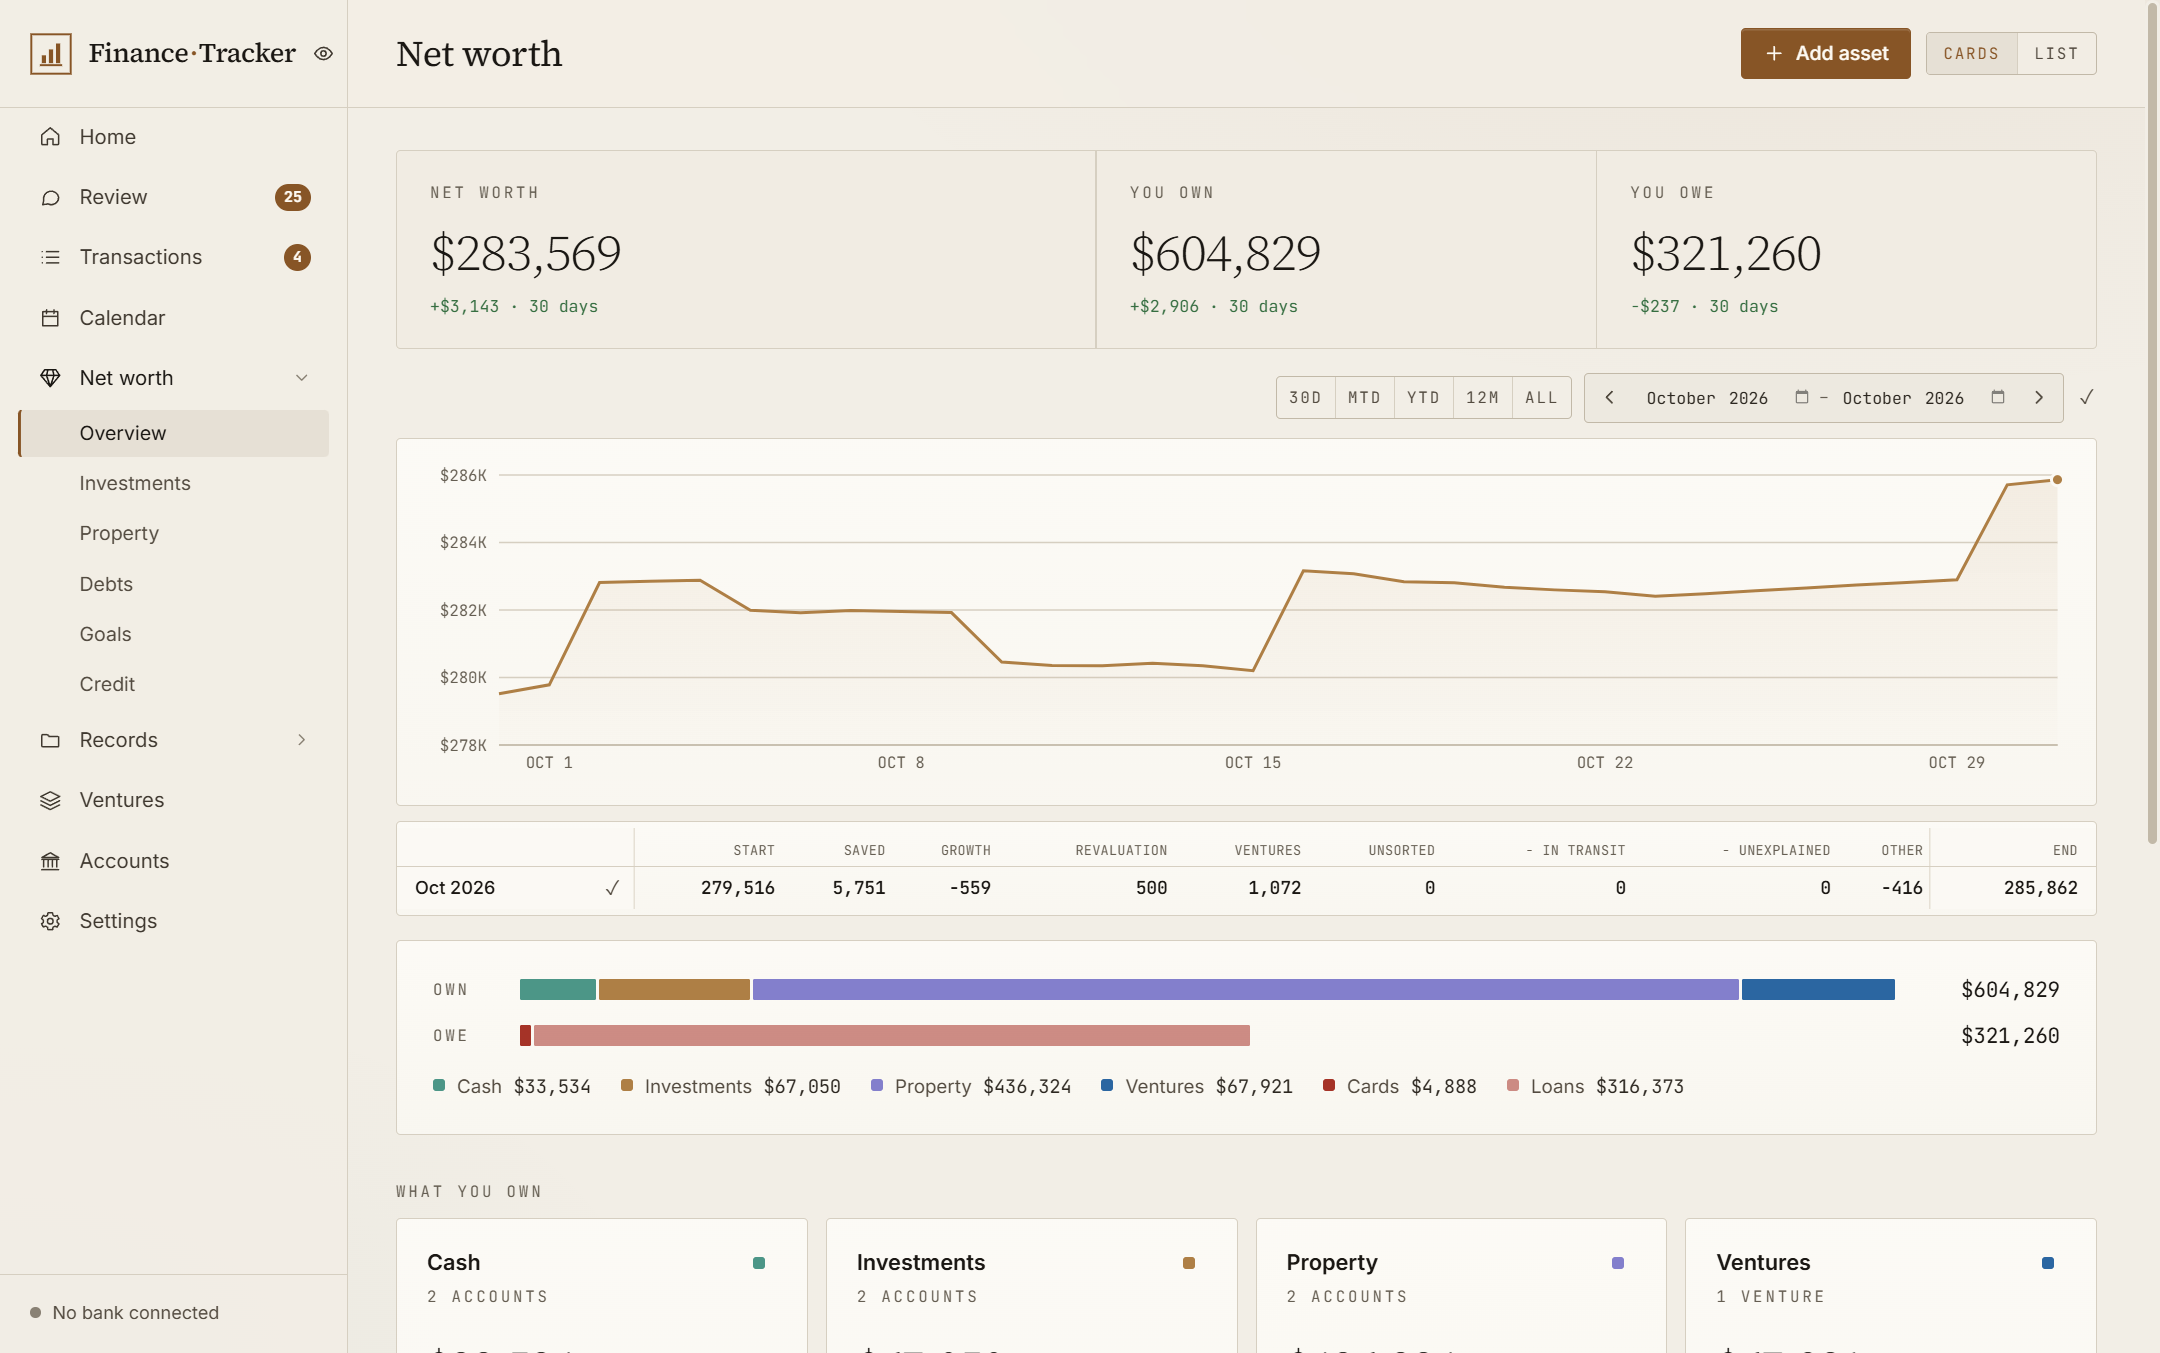 Finance·Tracker
Net worth
+ Add asset
CARDS LIST
Home
Review 25
Transactions 4
Calendar
Net worth
Overview
Investments
Property
Debts
Goals
Credit
Records
Ventures
Accounts
Settings
No bank connected
NET WORTH
$283,569
+$3,143 · 30 days
YOU OWN
$604,829
+$2,906 · 30 days
YOU OWE
$321,260
-$237 · 30 days
30D MTD YTD 12M ALL
October 2026 – October 2026 ✓
$286K
$284K
$282K
$280K
$278K
OCT 1 OCT 8 OCT 15 OCT 22 OCT 29
START SAVED GROWTH REVALUATION VENTURES UNSORTED - IN TRANSIT - UNEXPLAINED OTHER END
Oct 2026 ✓ 279,516 5,751 -559 500 1,072 0 0 0 -416 285,862
OWN $604,829
OWE $321,260
Cash $33,534 Investments $67,050 Property $436,324 Ventures $67,921 Cards $4,888 Loans $316,373
WHAT YOU OWN
Cash
2 ACCOUNTS
Investments
2 ACCOUNTS
Property
2 ACCOUNTS
Ventures
1 VENTURE